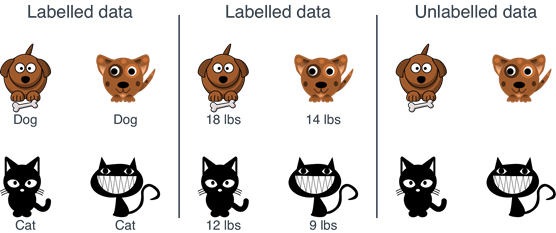 Labelled data
Labelled data
Unlabelled data
Dog
Dog
18 lbs
14 lbs
Cat
Cat
12 lbs
9 lbs